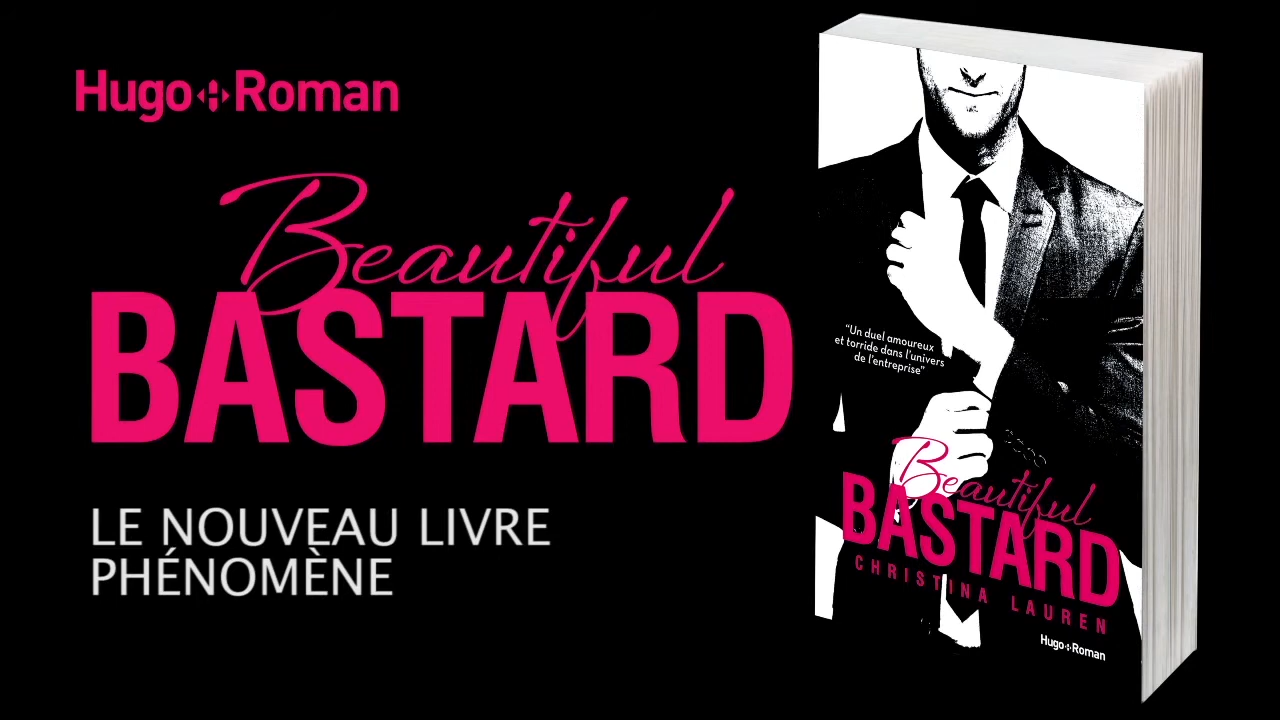 Hugo+Roman
Beautiful
BASTARD
LE NOUVEAU LIVRE
PHÉNOMÈNE
"Un duel amoureux
et torride dans l'univers
de l'entreprise"
Beautiful
BASTARD
CHRISTINA LAUREN
Hugo+Roman